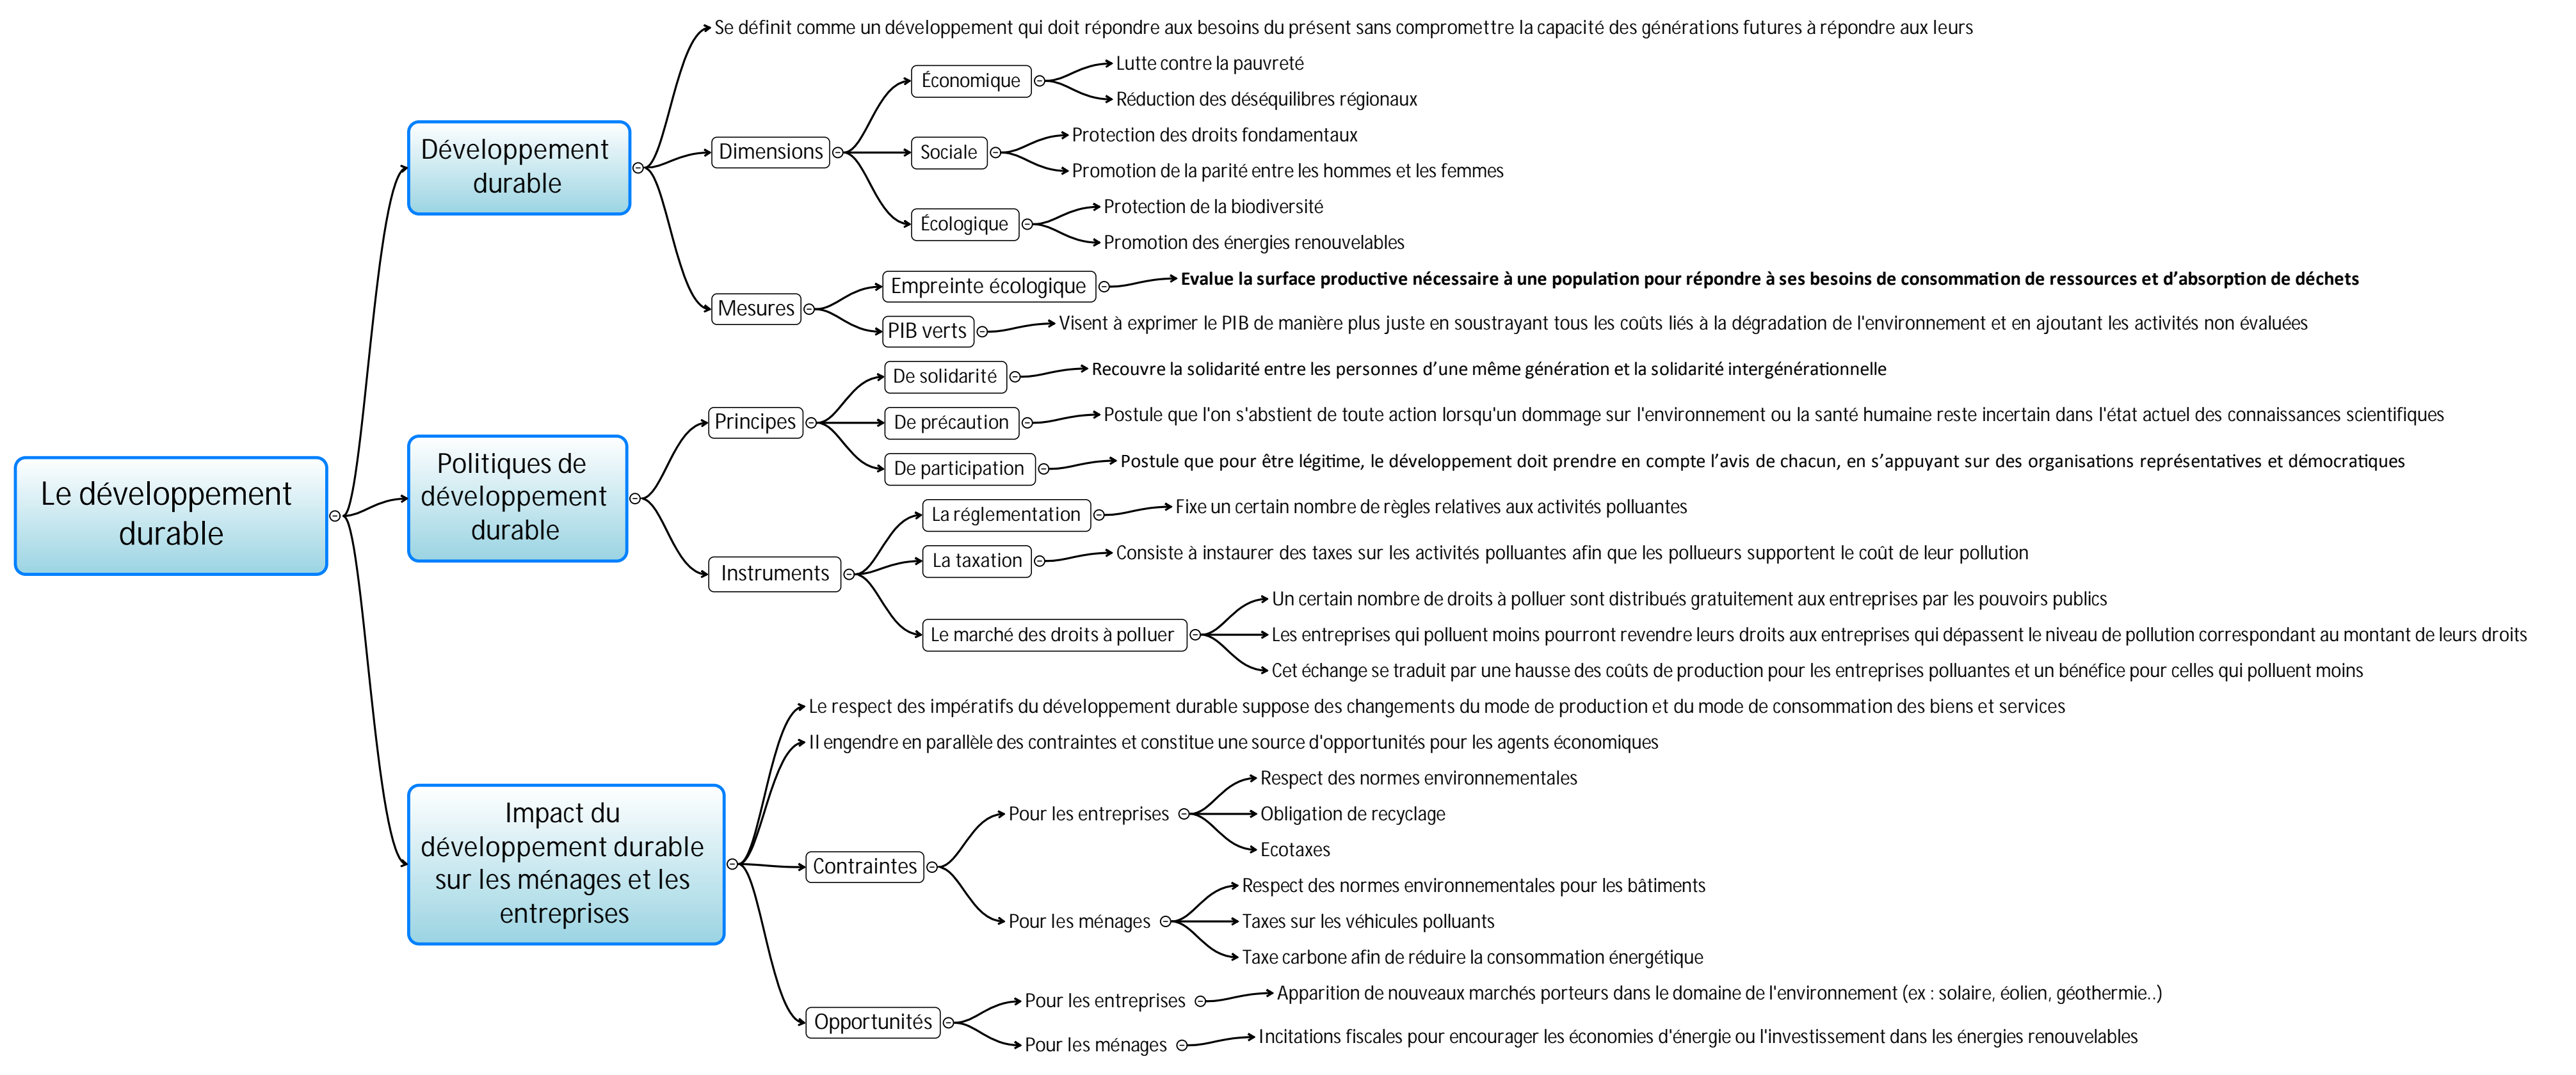 Le développement
durable
Développement
durable
Se définit comme un développement qui doit répondre aux besoins du présent sans compromettre la capacité des générations futures à répondre aux leurs
Dimensions
Économique
Lutte contre la pauvreté
Réduction des déséquilibres régionaux
Sociale
Protection des droits fondamentaux
Promotion de la parité entre les hommes et les femmes
Écologique
Protection de la biodiversité
Promotion des énergies renouvelables
Mesures
Empreinte écologique
Evalue la surface productive nécessaire à une population pour répondre à ses besoins de consommation de ressources et d’absorption de déchets
PIB verts
Visent à exprimer le PIB de manière plus juste en soustrayant tous les coûts liés à la dégradation de l'environnement et en ajoutant les activités non évaluées
Politiques de
développement
durable
Principes
De solidarité
Recouvre la solidarité entre les personnes d’une même génération et la solidarité intergénérationnelle
De précaution
Postule que l'on s'abstient de toute action lorsqu'un dommage sur l'environnement ou la santé humaine reste incertain dans l'état actuel des connaissances scientifiques
De participation
Postule que pour être légitime, le développement doit prendre en compte l’avis de chacun, en s’appuyant sur des organisations représentatives et démocratiques
Instruments
La réglementation
Fixe un certain nombre de règles relatives aux activités polluantes
La taxation
Consiste à instaurer des taxes sur les activités polluantes afin que les pollueurs supportent le coût de leur pollution
Le marché des droits à polluer
Un certain nombre de droits à polluer sont distribués gratuitement aux entreprises par les pouvoirs publics
Les entreprises qui polluent moins pourront revendre leurs droits aux entreprises qui dépassent le niveau de pollution correspondant au montant de leurs droits
Cet échange se traduit par une hausse des coûts de production pour les entreprises polluantes et un bénéfice pour celles qui polluent moins
Impact du
développement durable
sur les ménages et les
entreprises
Le respect des impératifs du développement durable suppose des changements du mode de production et du mode de consommation des biens et services
Il engendre en parallèle des contraintes et constitue une source d'opportunités pour les agents économiques
Contraintes
Pour les entreprises
Respect des normes environnementales
Obligation de recyclage
Ecotaxes
Pour les ménages
Respect des normes environnementales pour les bâtiments
Taxes sur les véhicules polluants
Taxe carbone afin de réduire la consommation énergétique
Opportunités
Pour les entreprises
Apparition de nouveaux marchés porteurs dans le domaine de l'environnement (ex : solaire, éolien, géothermie..)
Pour les ménages
Incitations fiscales pour encourager les économies d'énergie ou l'investissement dans les énergies renouvelables